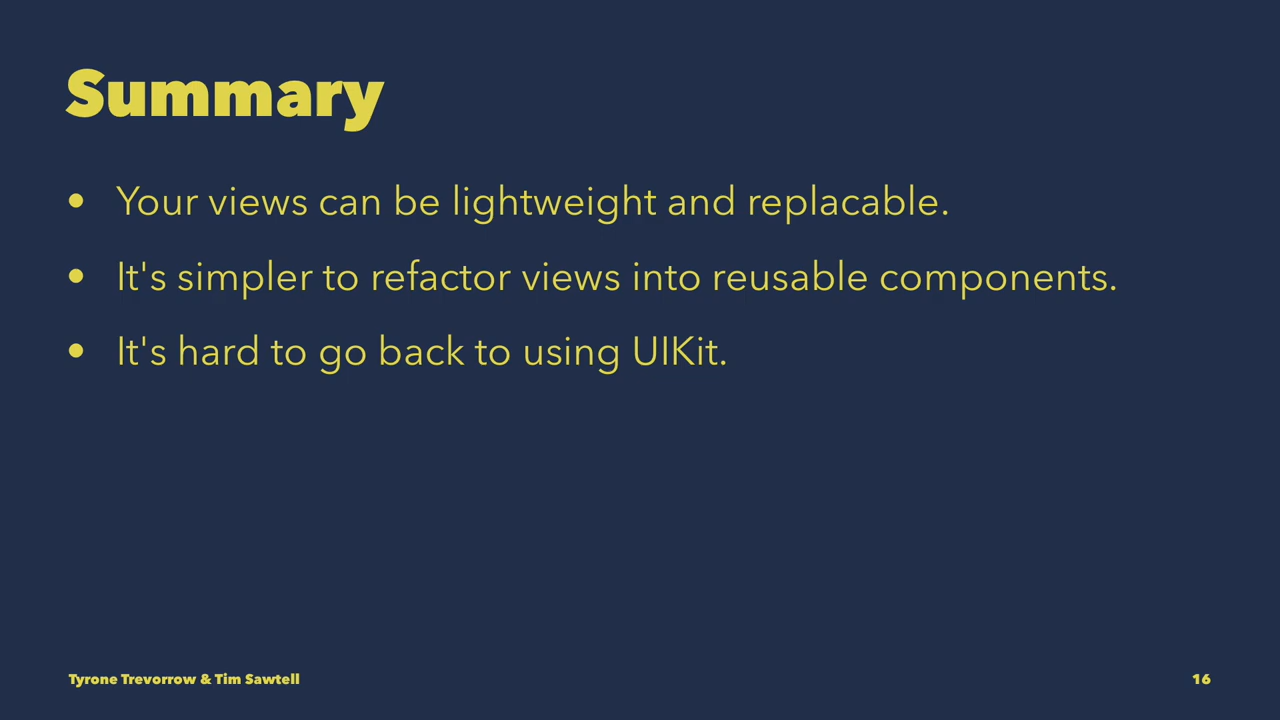 Summary
• Your views can be lightweight and replacable.
• It's simpler to refactor views into reusable components.
• It's hard to go back to using UIKit.
Tyrone Trevorrow & Tim Sawtell
16